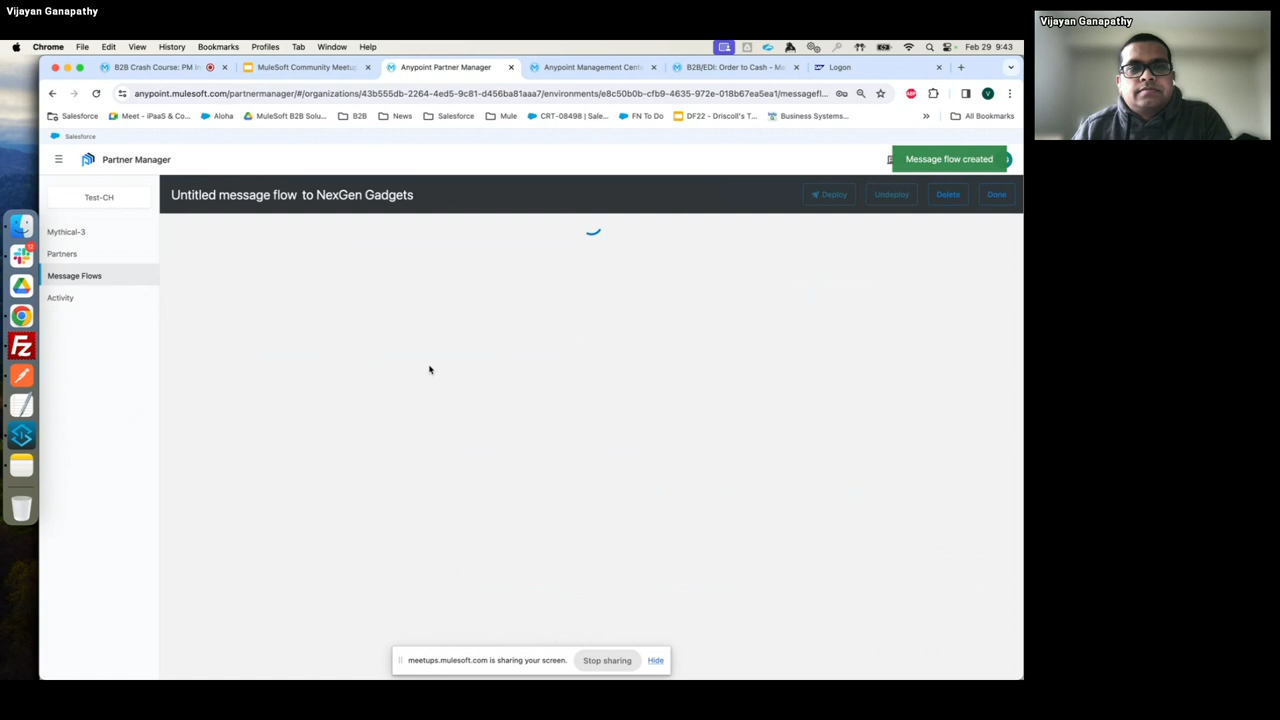 Vijayan Ganapathy
Vijayan Ganapathy
Chrome File Edit View History Bookmarks Profiles Tab Window Help
Feb 29 9:43
B2B Crash Course: PM In
MuleSoft Community Meetup
Anypoint Partner Manager
Anypoint Management Cent
B2B/EDI: Order to Cash - Me
Logon
anypoint.mulesoft.com/partnermanager/#/organizations/43b555db-2264-4ed5-9c81-d456ba81aaa7/environments/e8c50b0b-cfb9-4635-972e-018b67ea5ea1/messagefl...
Salesforce Meet - iPaaS & Co... Aloha MuleSoft B2B Solu... B2B News Salesforce Mule CRT-08498 | Sale... FN To Do DF22 - Driscoll's T... Business Systems... » All Bookmarks
Salesforce
Partner Manager
Message flow created
Test-CH
Untitled message flow to NexGen Gadgets
Deploy Undeploy Delete Done
Mythical-3
Partners
Message Flows
Activity
12
Fz
meetups.mulesoft.com is sharing your screen. Stop sharing Hide